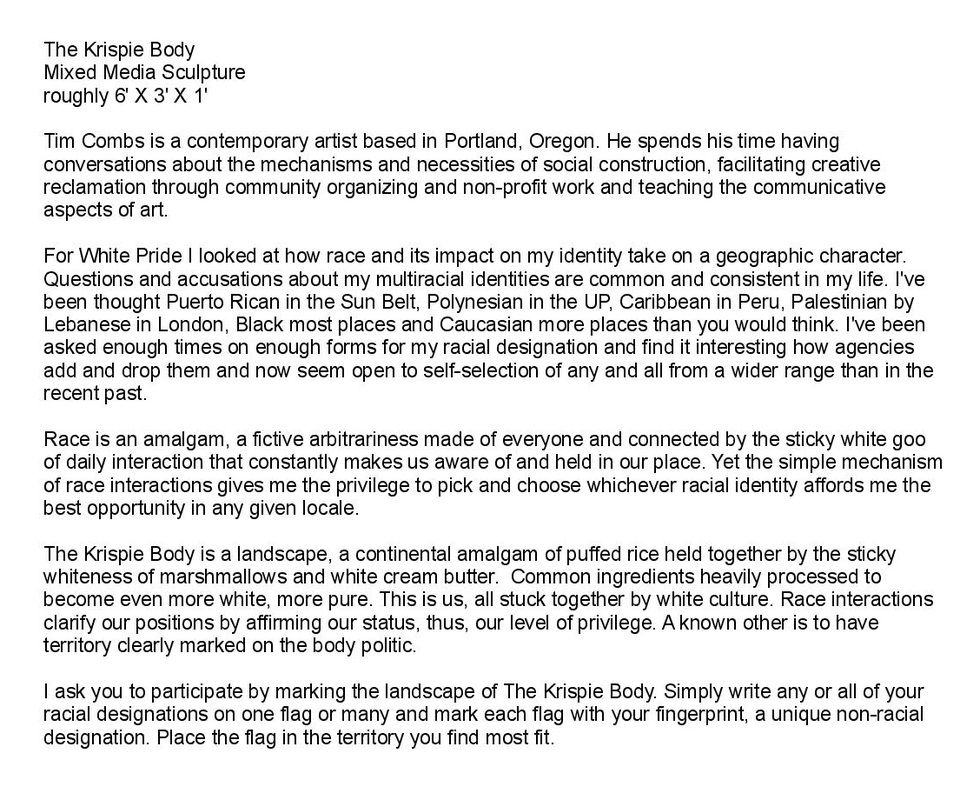 The Krispie Body
Mixed Media Sculpture
roughly 6' X 3' X 1'
Tim Combs is a contemporary artist based in Portland, Oregon. He spends his time having
conversations about the mechanisms and necessities of social construction, facilitating creative
reclamation through community organizing and non-profit work and teaching the communicative
aspects of art.
For White Pride I looked at how race and its impact on my identity take on a geographic character.
Questions and accusations about my multiracial identities are common and consistent in my life. I've
been thought Puerto Rican in the Sun Belt, Polynesian in the UP, Caribbean in Peru, Palestinian by
Lebanese in London, Black most places and Caucasian more places than you would think. I've been
asked enough times on enough forms for my racial designation and find it interesting how agencies
add and drop them and now seem open to self-selection of any and all from a wider range than in the
recent past.
Race is an amalgam, a fictive arbitrariness made of everyone and connected by the sticky white goo
of daily interaction that constantly makes us aware of and held in our place. Yet the simple mechanism
of race interactions gives me the privilege to pick and choose whichever racial identity affords me the
best opportunity in any given locale.
The Krispie Body is a landscape, a continental amalgam of puffed rice held together by the sticky
whiteness of marshmallows and white cream butter.  Common ingredients heavily processed to
become even more white, more pure. This is us, all stuck together by white culture. Race interactions
clarify our positions by affirming our status, thus, our level of privilege. A known other is to have
territory clearly marked on the body politic.
I ask you to participate by marking the landscape of The Krispie Body. Simply write any or all of your
racial designations on one flag or many and mark each flag with your fingerprint, a unique non-racial
designation. Place the flag in the territory you find most fit.